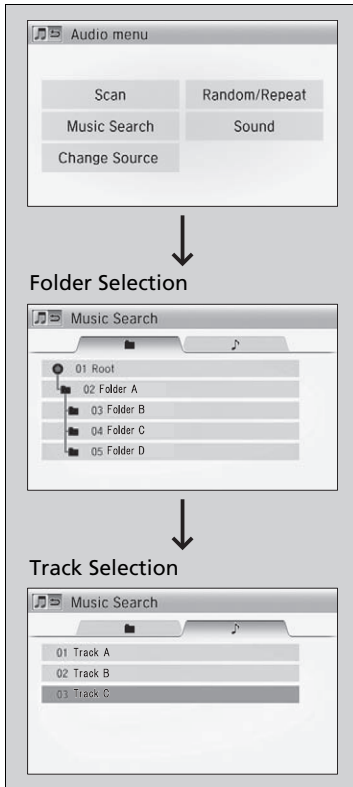 Audio menu
Scan Random/Repeat
Music Search Sound
Change Source
Folder Selection
Music Search
01 Root
02 Folder A
03 Folder B
04 Folder C
05 Folder D
Track Selection
Music Search
01 Track A
02 Track B
03 Track C